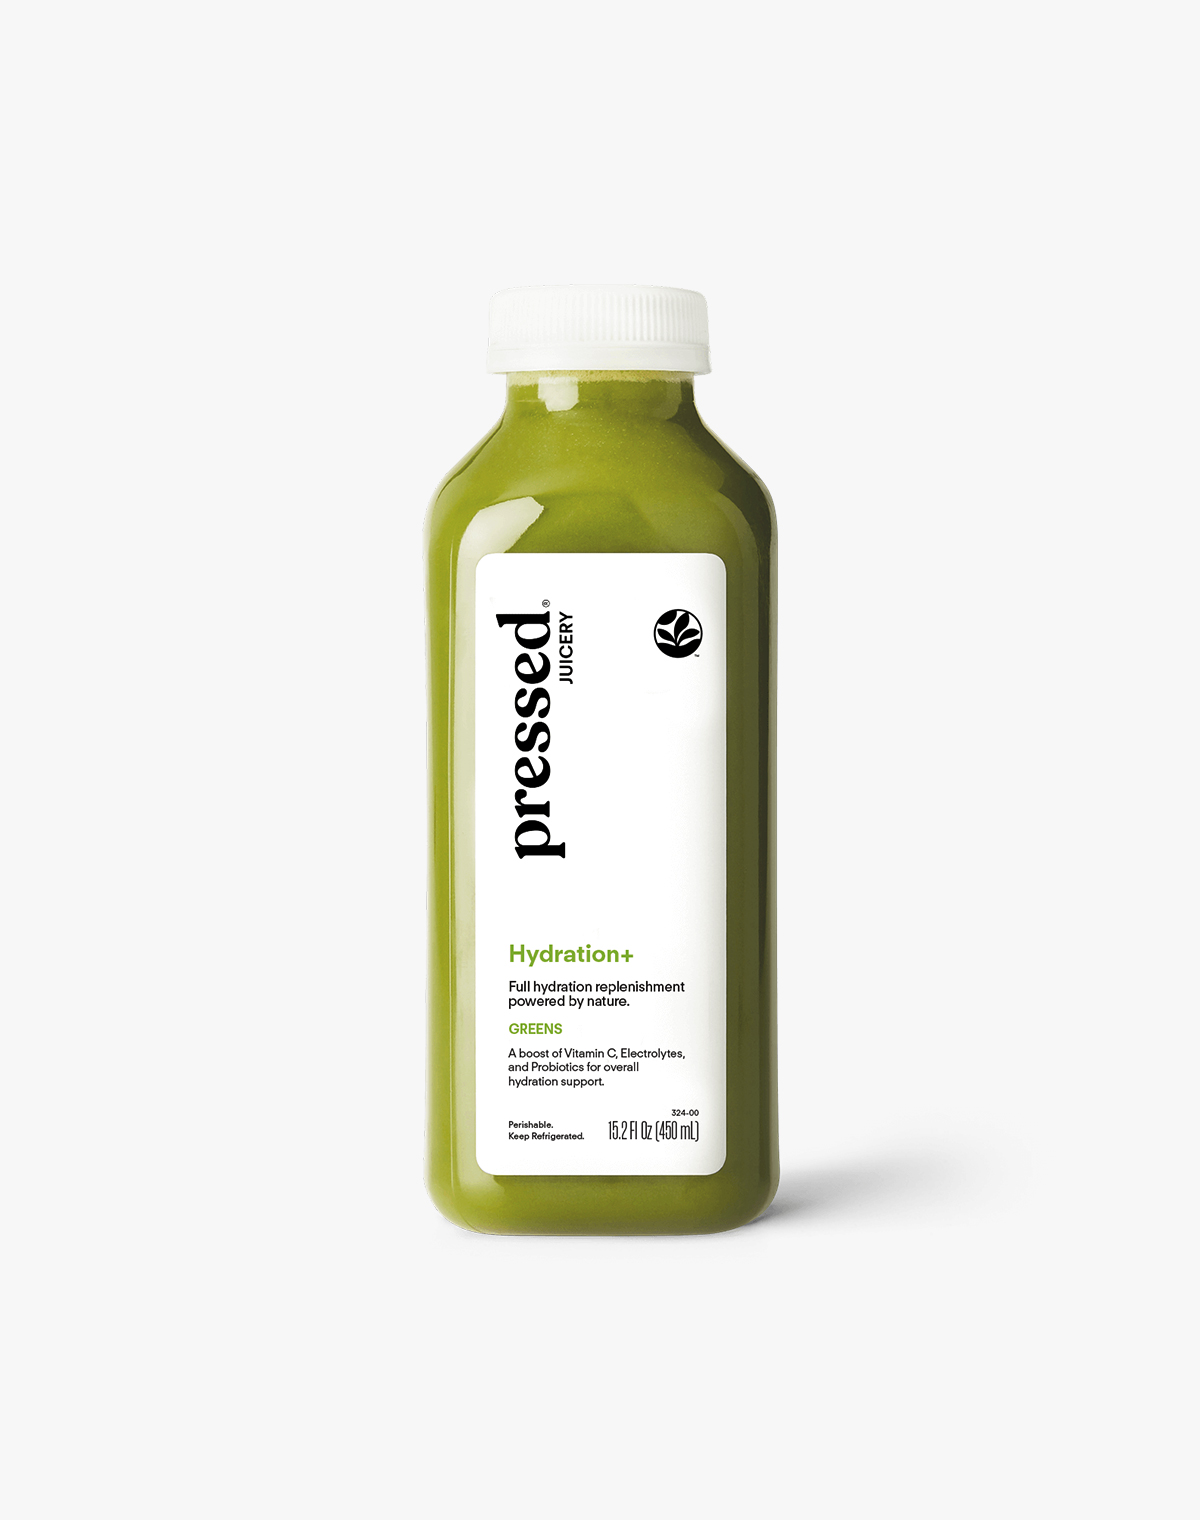 pressed®
JUICERY
™
Hydration+
Full hydration replenishment
powered by nature.
GREENS
A boost of Vitamin C, Electrolytes,
and Probiotics for overall
hydration support.
324-00
Perishable.
Keep Refrigerated.
15.2 Fl Oz (450 mL)